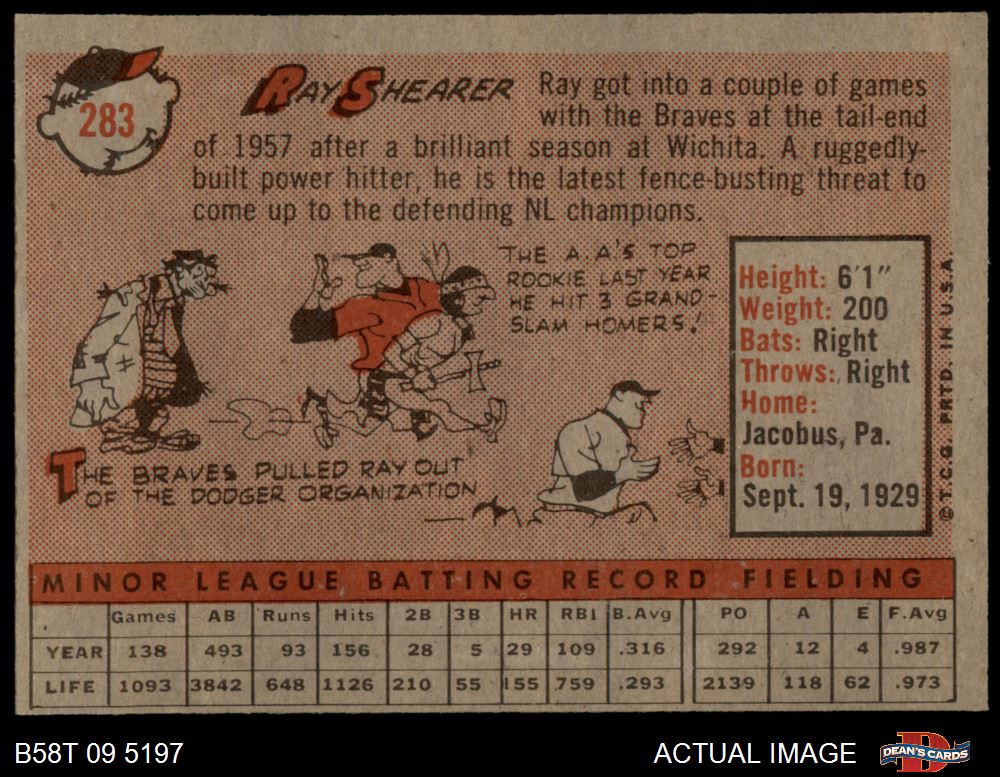 283
RAY SHEARER
Ray got into a couple of games
with the Braves at the tail-end
of 1957 after a brilliant season at Wichita. A ruggedly-
built power hitter, he is the latest fence-busting threat to
come up to the defending NL champions.
THE A.A'S TOP
ROOKIE LAST YEAR
HE HIT 3 GRAND-
SLAM HOMERS!
THE BRAVES PULLED RAY OUT
OF THE DODGER ORGANIZATION
Height: 6'1"
Weight: 200
Bats: Right
Throws: Right
Home:
Jacobus, Pa.
Born:
Sept. 19, 1929
© T.C.G. PRTD. IN U.S.A.
MINOR LEAGUE BATTING RECORD FIELDING
Games AB Runs Hits 2B 3B HR RBI B.Avg PO A E F.Avg
YEAR 138 493 93 156 28 5 29 109 .316 292 12 4 .987
LIFE 1093 3842 648 1126 210 55 155 759 .293 2139 118 62 .973
B58T 09 5197
ACTUAL IMAGE
DEAN'S CARDS